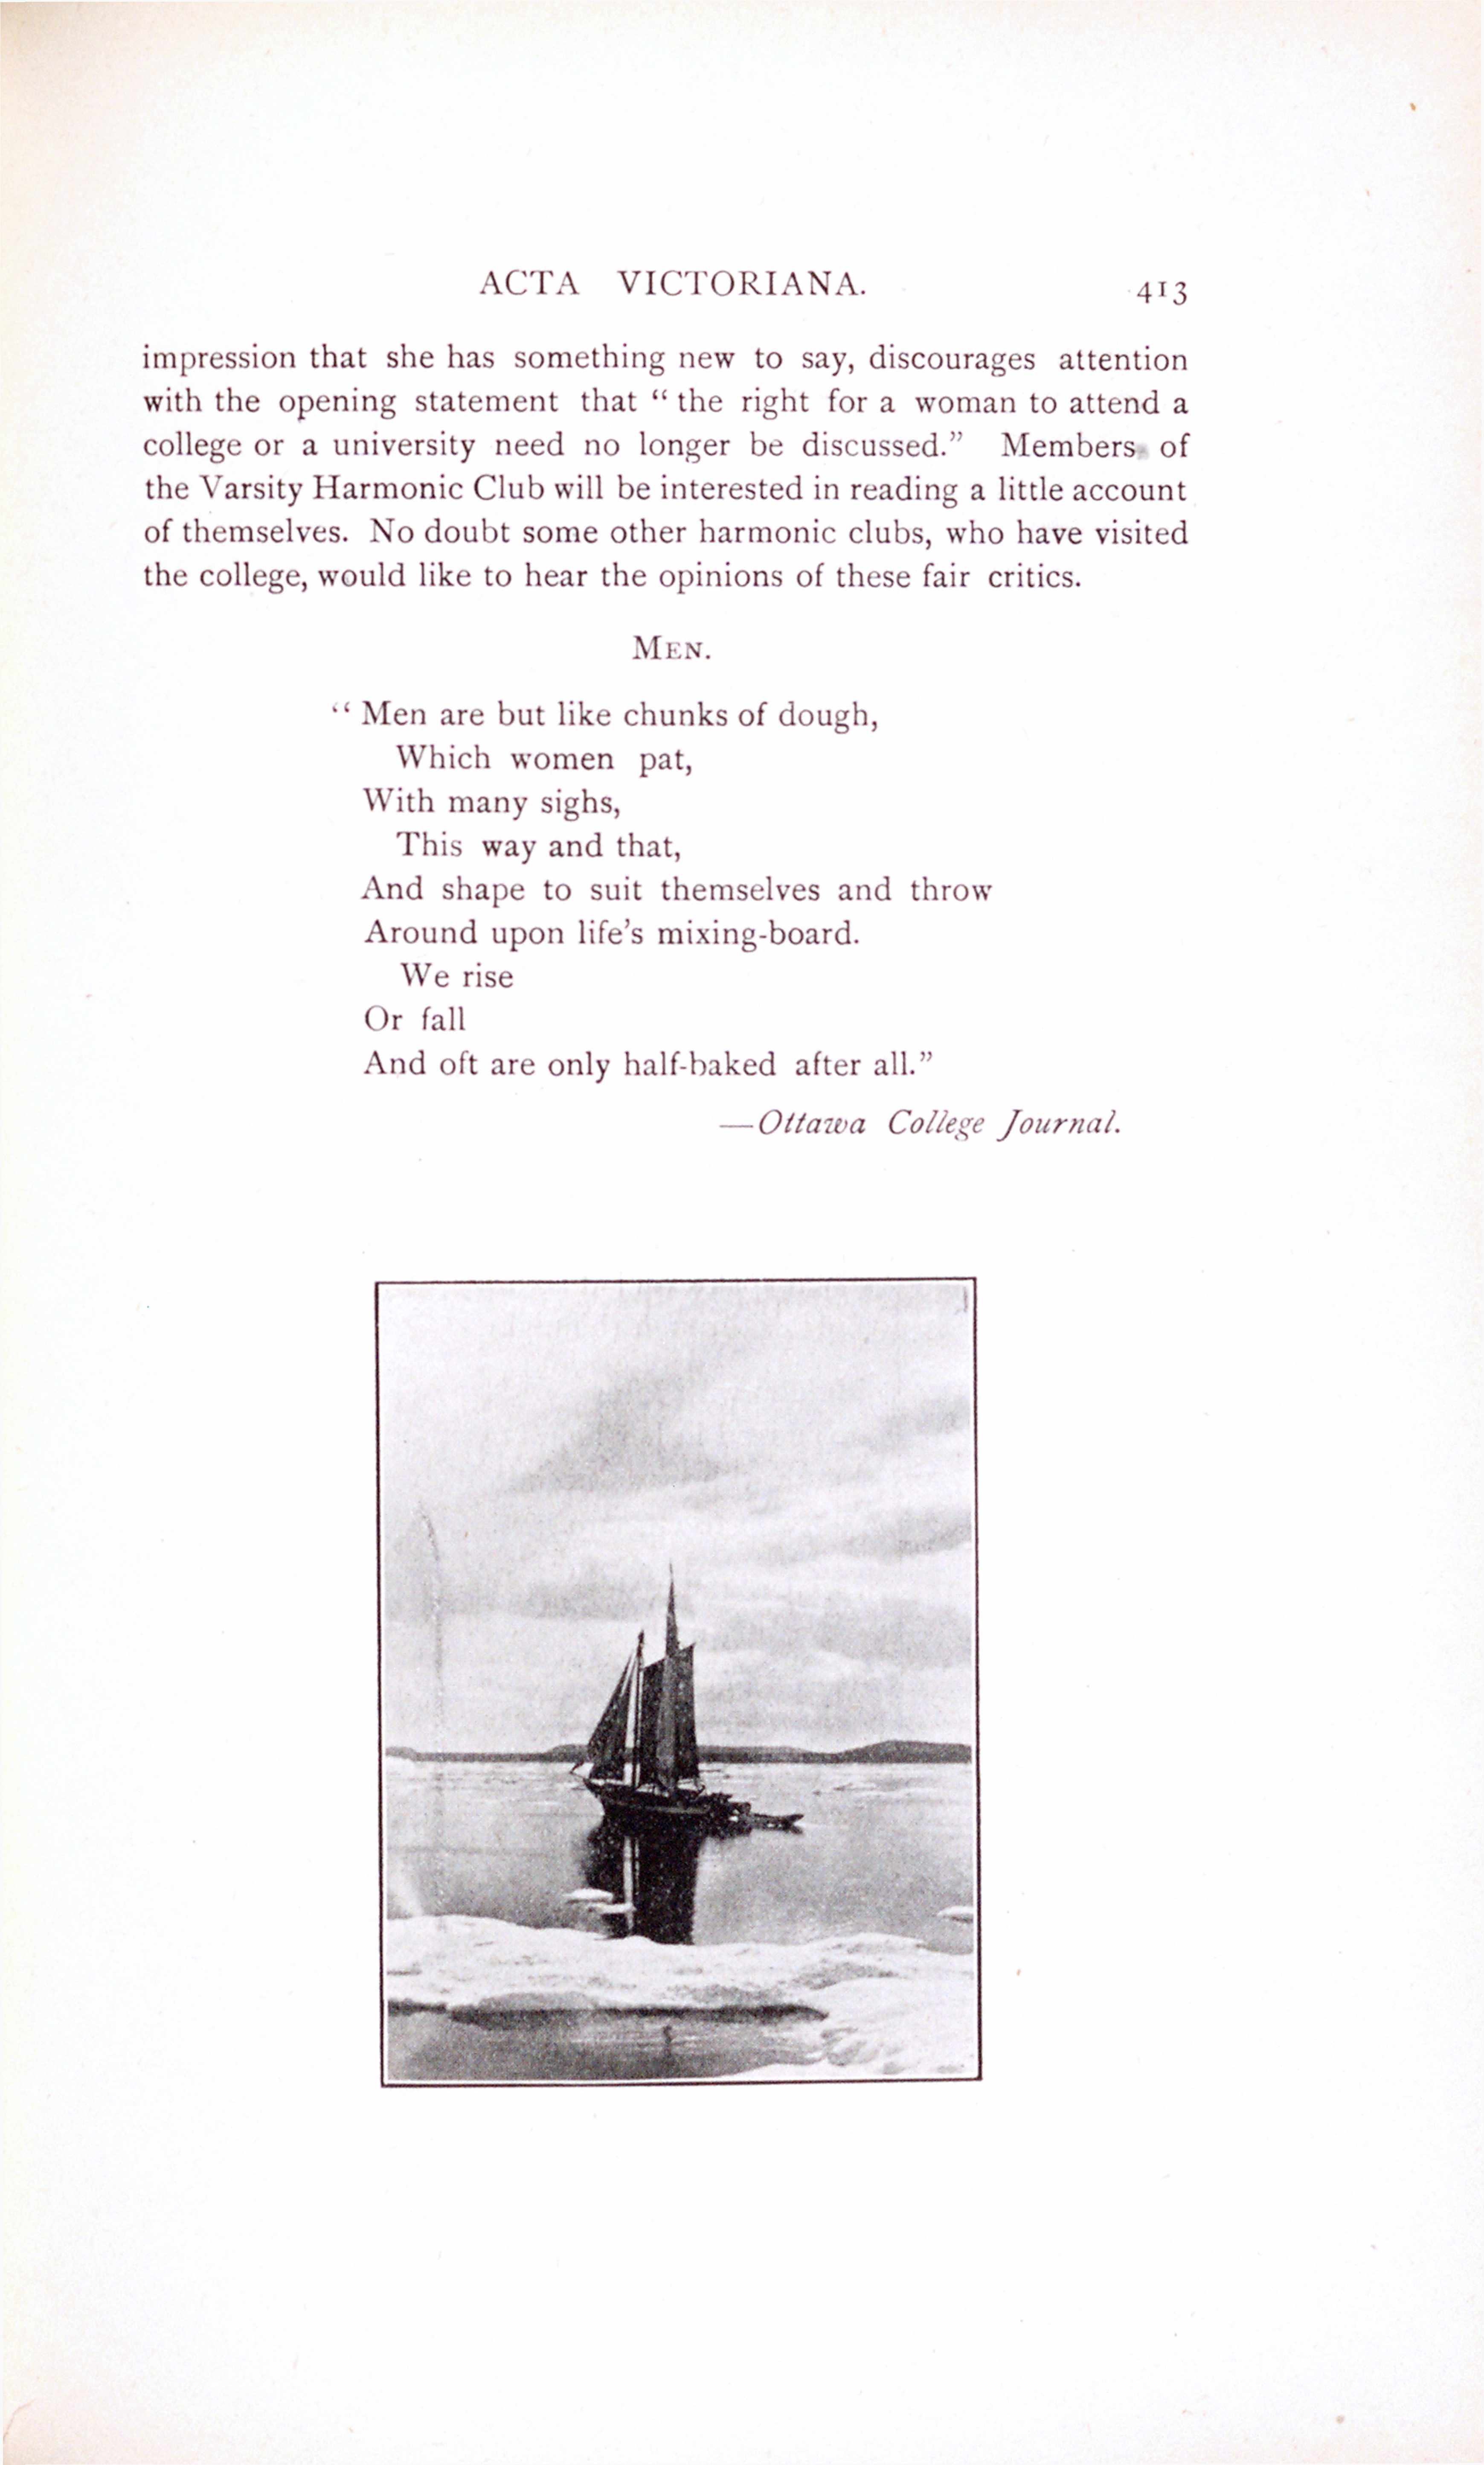 ACTA VICTORIANA. 413
impression that she has something new to say, discourages attention
with the opening statement that “ the right for a woman to attend a
college or a university need no longer be discussed.” Members of
the Varsity Harmonic Club will be interested in reading a little account
of themselves. No doubt some other harmonic clubs, who have visited
the college, would like to hear the opinions of these fair critics.
MEN.
“ Men are but like chunks of dough,
Which women pat,
With many sighs,
This way and that,
And shape to suit themselves and throw
Around upon life’s mixing-board.
We rise
Or fall
And oft are only half-baked after all.”
—Ottawa College Journal.